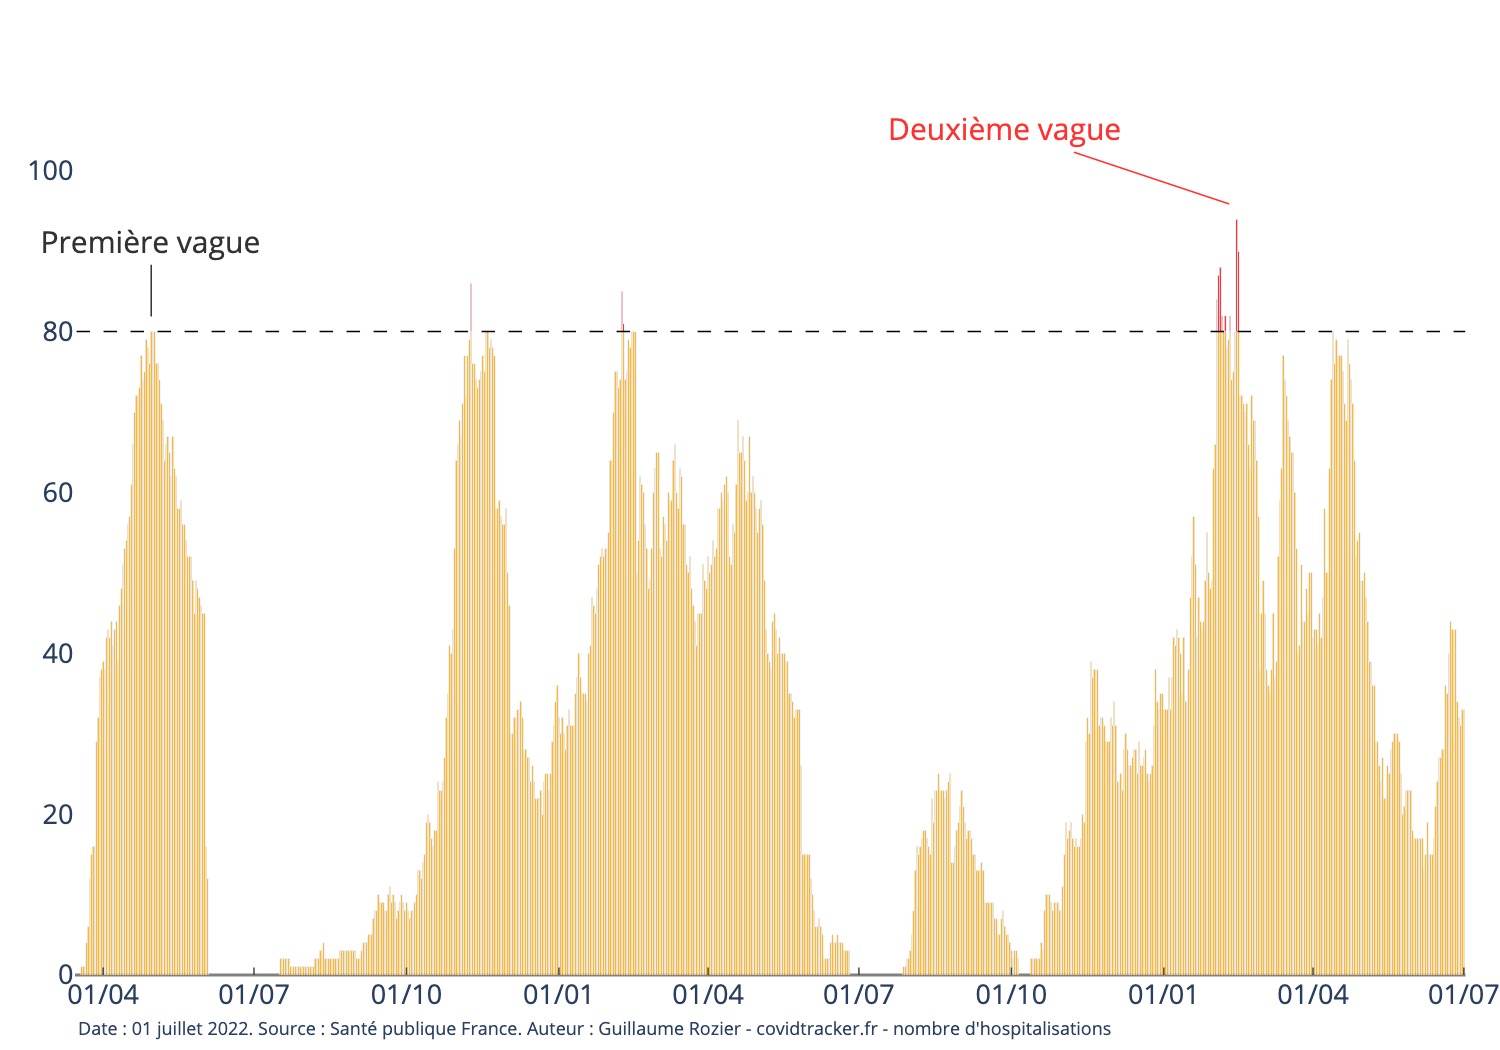 Deuxième vague
100
Première vague
80
60
40
20
0
01/04 01/07 01/10 01/01 01/04 01/07 01/10 01/01 01/04 01/07
Date : 01 juillet 2022. Source : Santé publique France. Auteur : Guillaume Rozier - covidtracker.fr - nombre d'hospitalisations